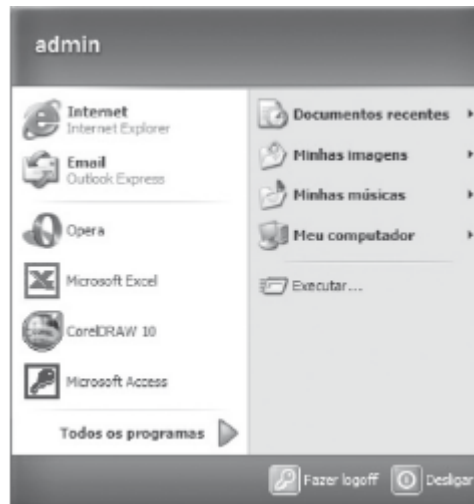 admin
Internet
Internet Explorer
Email
Outlook Express
Opera
Microsoft Excel
CorelDRAW 10
Microsoft Access
Todos os programas
Documentos recentes
Minhas imagens
Minhas músicas
Meu computador
Executar...
Fazer logoff
Desligar